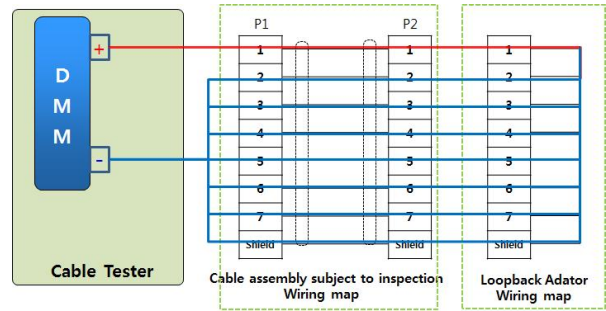 P1
P2
+
D
M
M
-
1 1 1
2 2 2
3 3 3
4 4 4
5 5 5
6 6 6
7 7 7
Shield Shield Shield
Cable Tester
Cable assembly subject to inspection
Wiring map
Loopback Adator
Wiring map